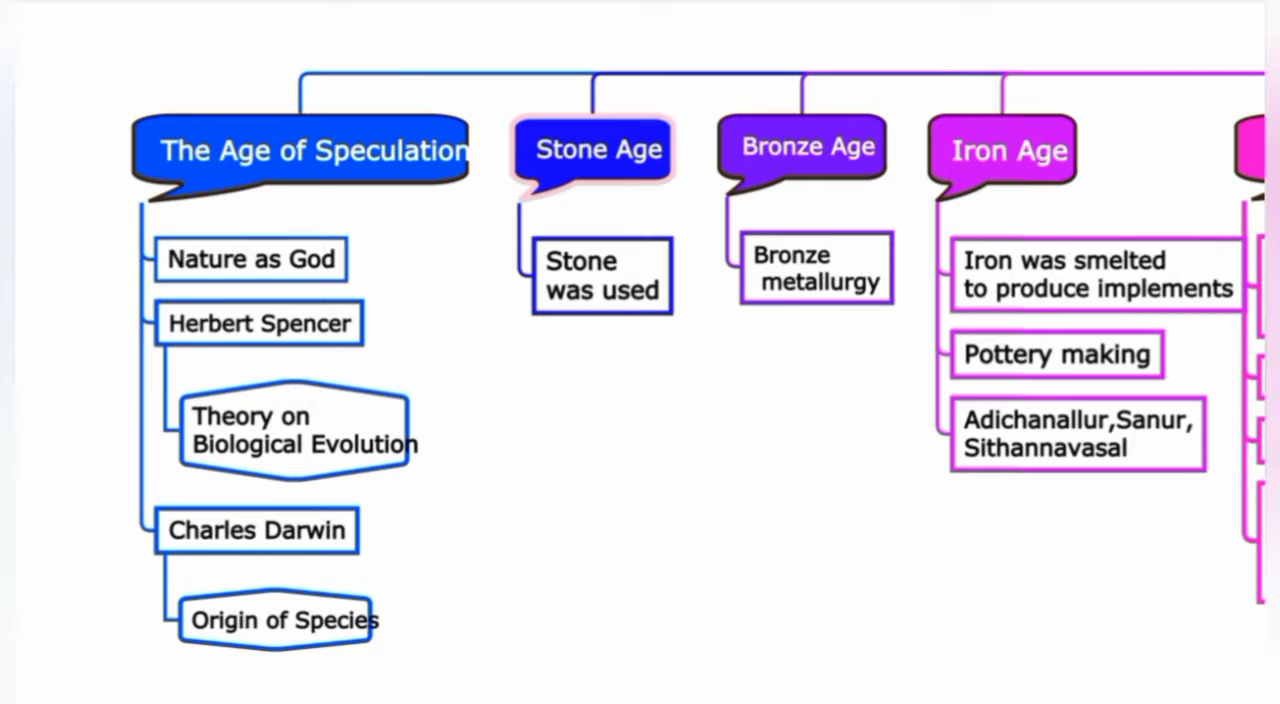 The Age of Speculation
Nature as God
Herbert Spencer
Theory on
Biological Evolution
Charles Darwin
Origin of Species
Stone Age
Stone
was used
Bronze Age
Bronze
metallurgy
Iron Age
Iron was smelted
to produce implements
Pottery making
Adichanallur,Sanur,
Sithannavasal